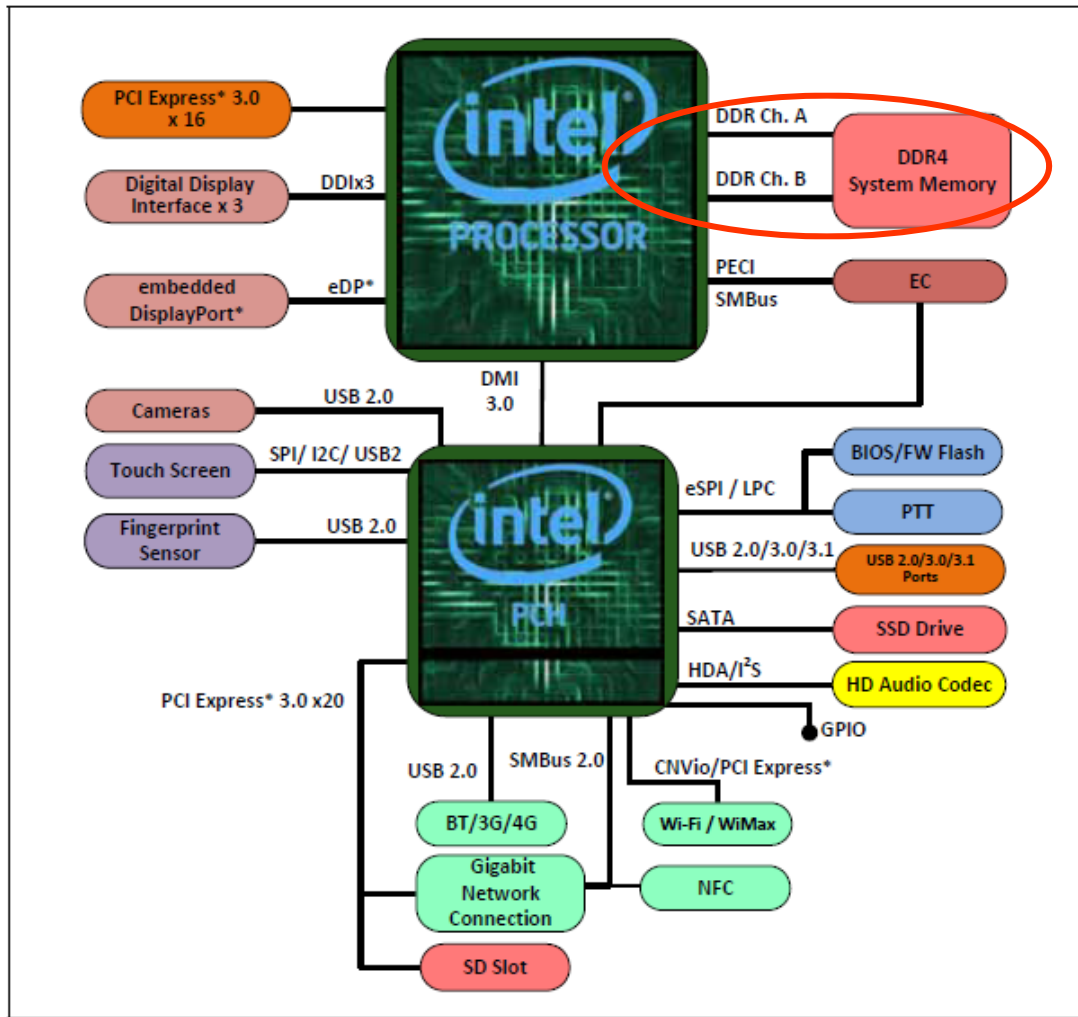 PCI Express* 3.0
x 16
Digital Display
Interface x 3
embedded
DisplayPort*
DDIx3
eDP*
intel®
PROCESSOR
DDR Ch. A
DDR Ch. B
DDR4
System Memory
PECI
SMBus
EC
DMI
3.0
Cameras
USB 2.0
Touch Screen
SPI/ I2C/ USB2
Fingerprint
Sensor
USB 2.0
intel®
PCH
eSPI / LPC
BIOS/FW Flash
PTT
USB 2.0/3.0/3.1
USB 2.0/3.0/3.1
Ports
SATA
SSD Drive
HDA/I²S
HD Audio Codec
GPIO
PCI Express* 3.0 x20
USB 2.0
SMBus 2.0
CNVio/PCI Express*
BT/3G/4G
Wi-Fi / WiMax
Gigabit
Network
Connection
NFC
SD Slot